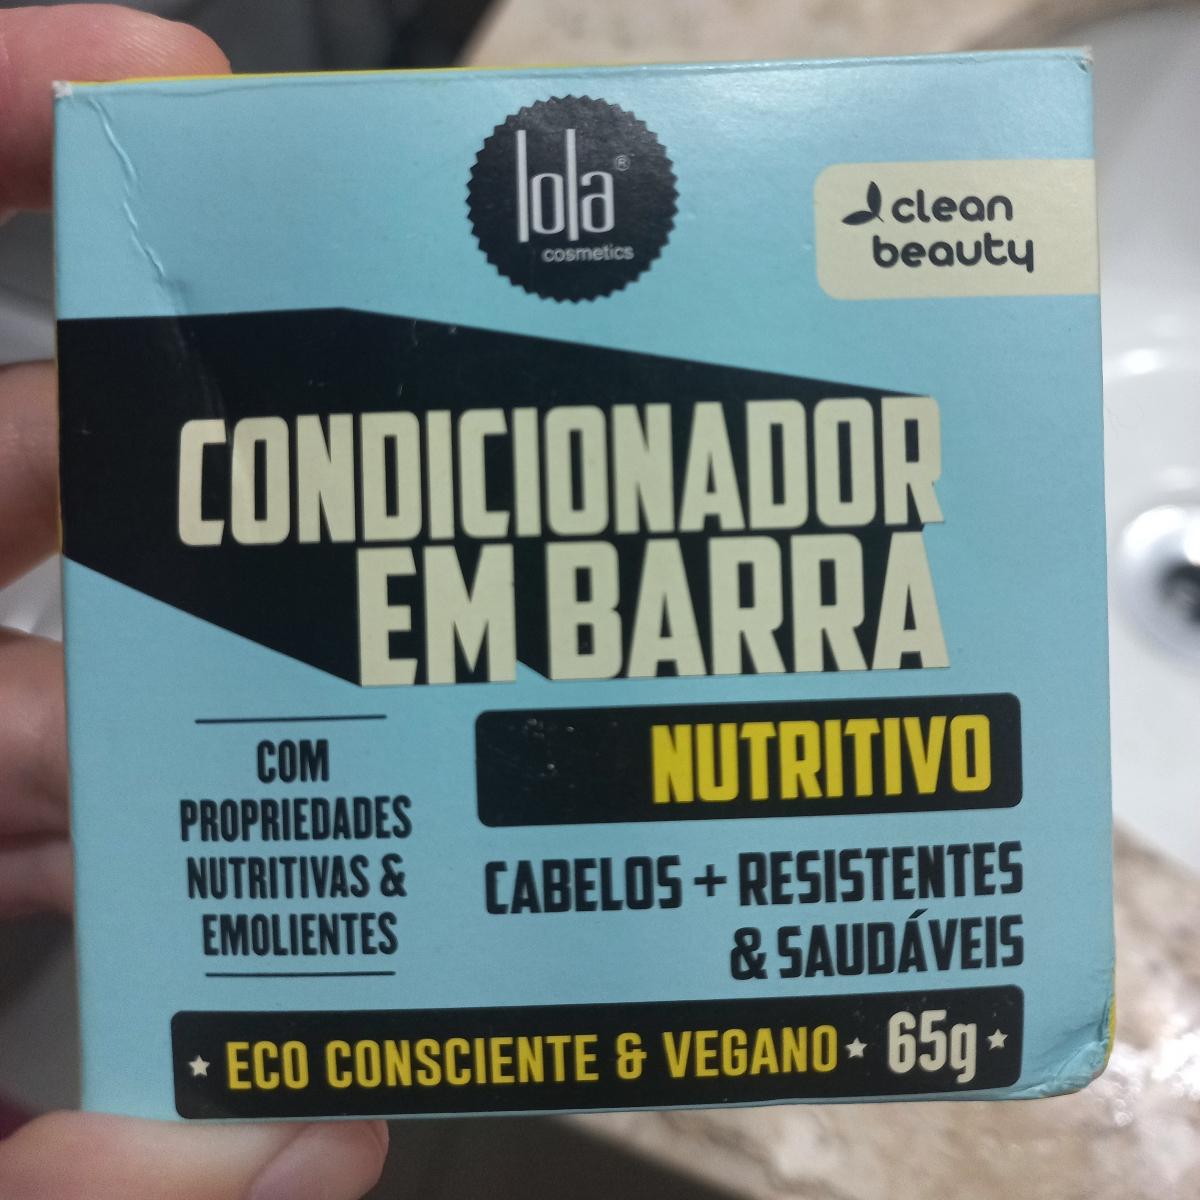 lola®
cosmetics
clean
beauty
CONDICIONADOR
EM BARRA
NUTRITIVO
COM
PROPRIEDADES
NUTRITIVAS &
EMOLIENTES
CABELOS + RESISTENTES
& SAUDÁVEIS
ECO CONSCIENTE & VEGANO 65g